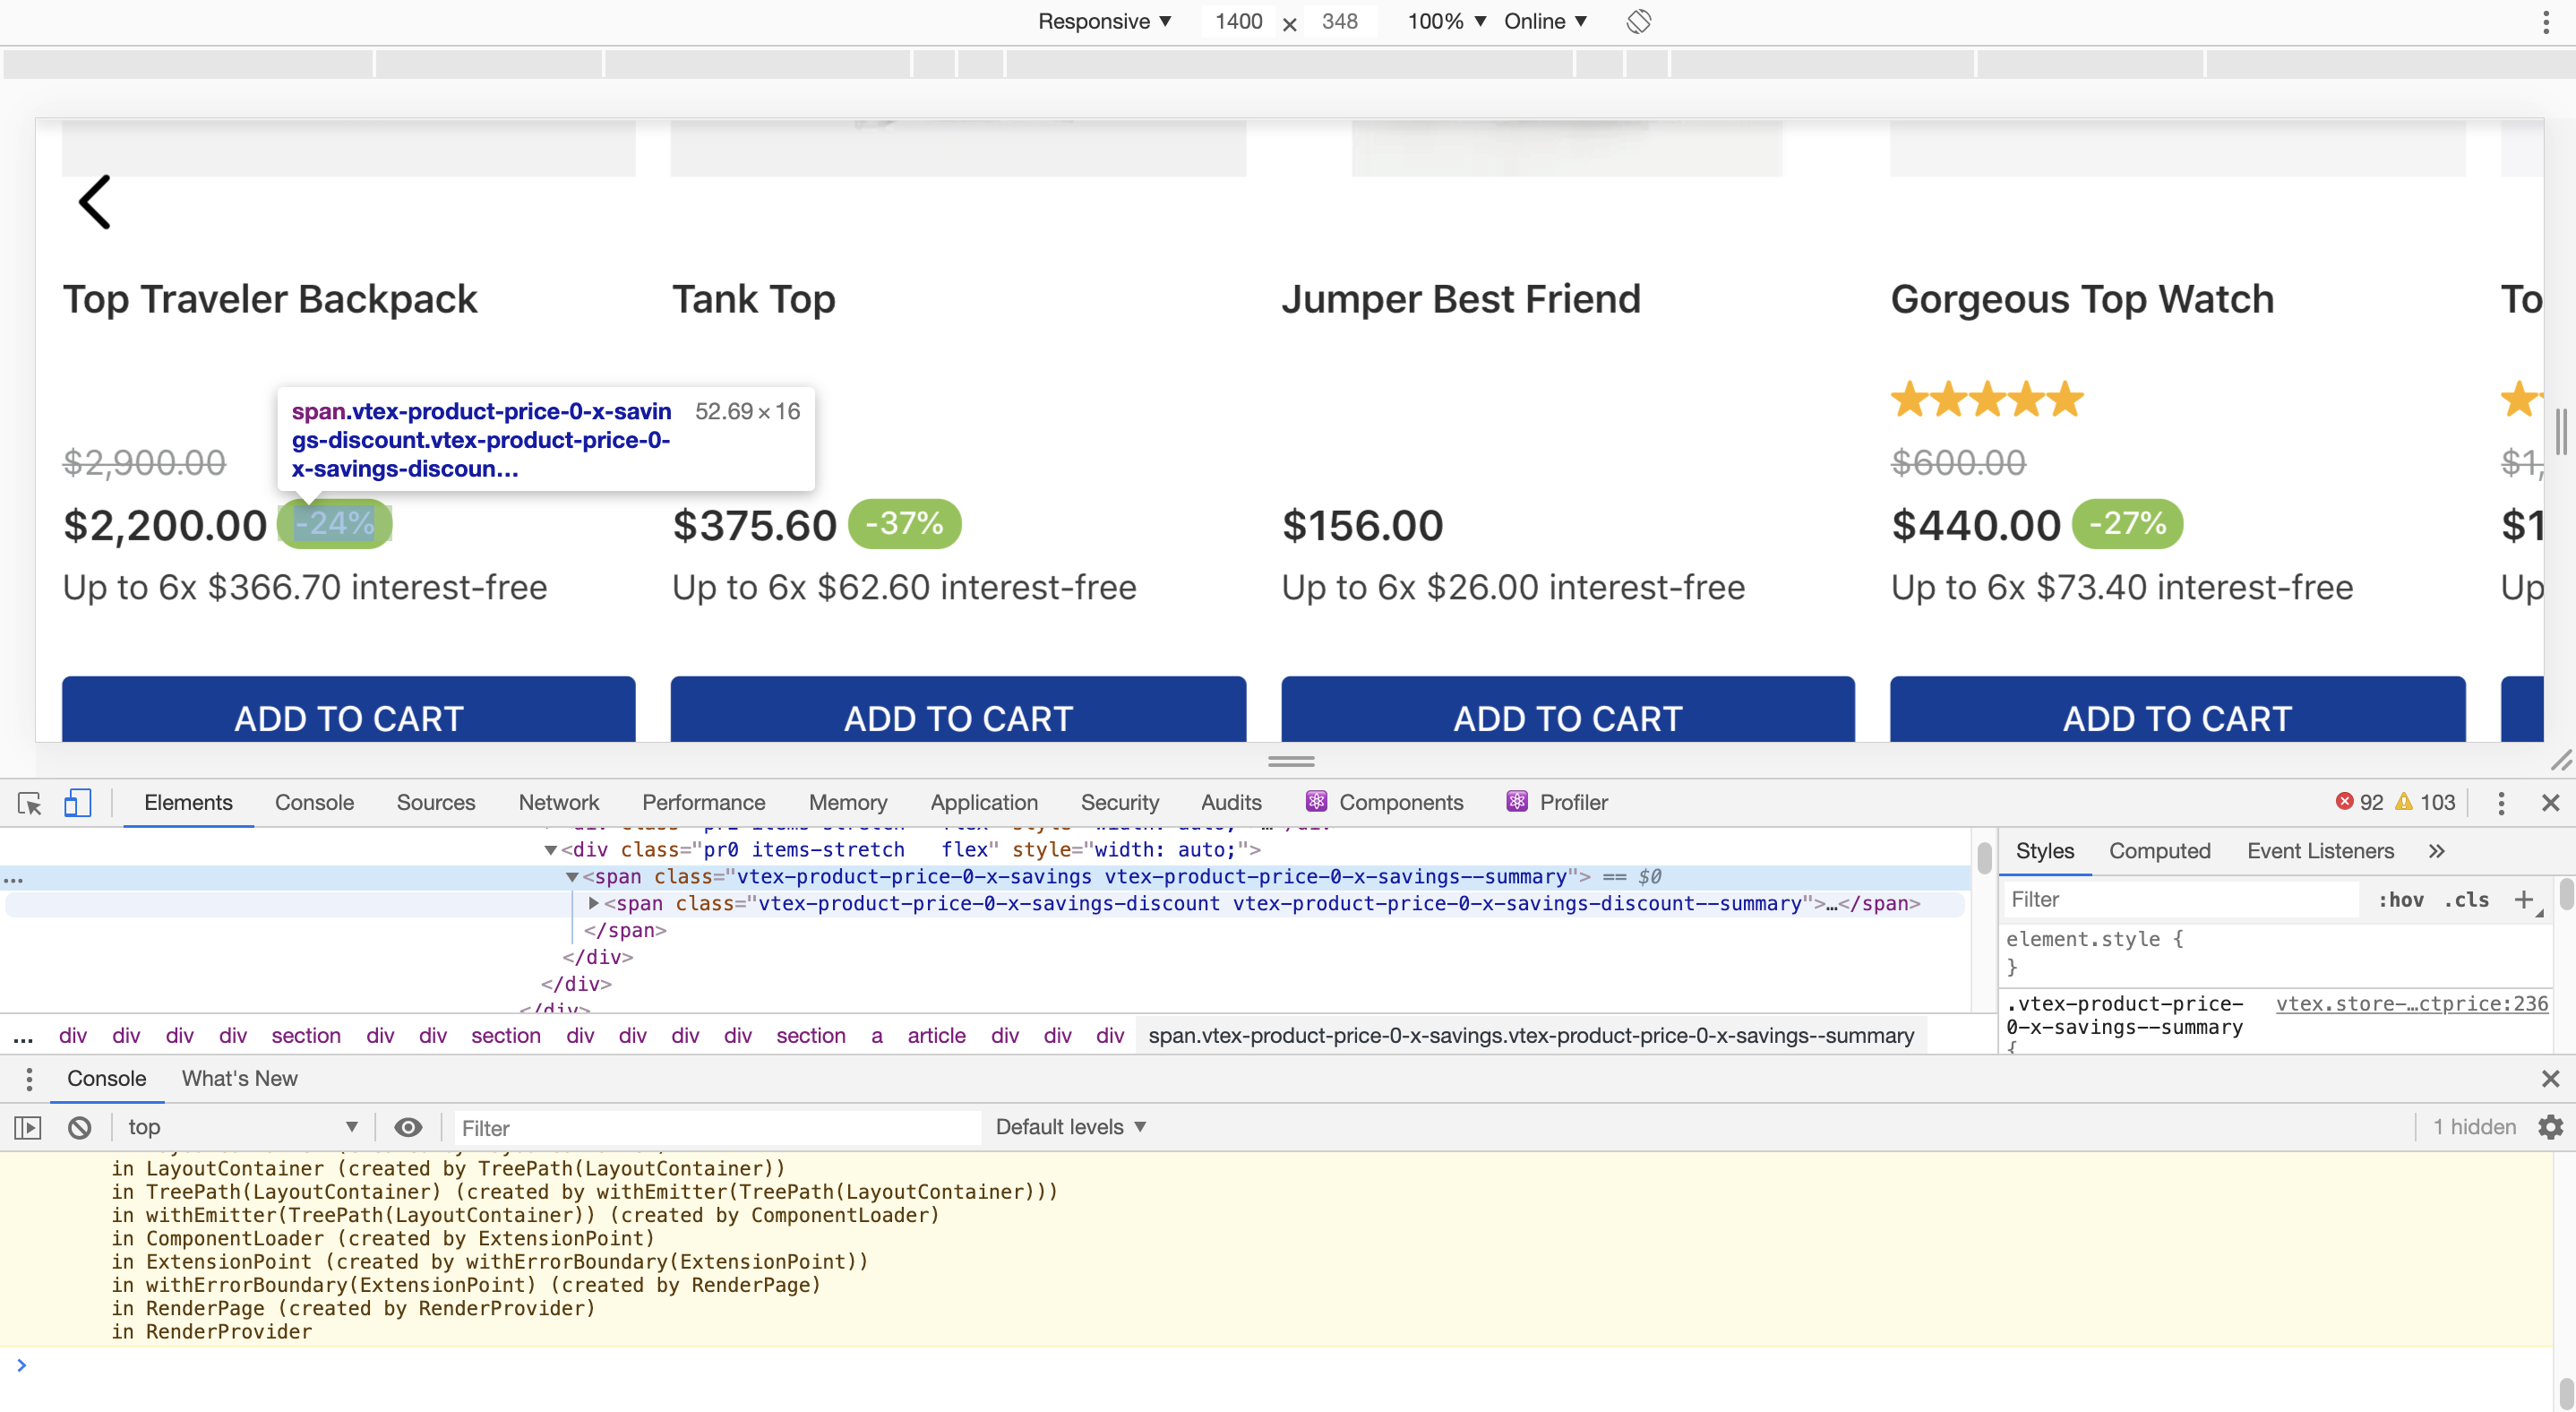 Responsive ▼ 1400 × 348 100% ▼ Online ▼
Top Traveler Backpack Tank Top Jumper Best Friend Gorgeous Top Watch To
span.vtex-product-price-0-x-savin 52.69 × 16
gs-discount.vtex-product-price-0-
x-savings-discoun...
$2,900.00 $600.00 $1,
$2,200.00 -24% $375.60 -37% $156.00 $440.00 -27% $1
Up to 6x $366.70 interest-free Up to 6x $62.60 interest-free Up to 6x $26.00 interest-free Up to 6x $73.40 interest-free Up
ADD TO CART ADD TO CART ADD TO CART ADD TO CART
Elements Console Sources Network Performance Memory Application Security Audits Components Profiler 92 103
▼<div class="pr0 items-stretch   flex" style="width: auto;">
… ▼<span class="vtex-product-price-0-x-savings vtex-product-price-0-x-savings--summary"> == $0
▶<span class="vtex-product-price-0-x-savings-discount vtex-product-price-0-x-savings-discount--summary">…</span>
</span>
</div>
</div>
</div>
Styles Computed Event Listeners »
Filter :hov .cls +
element.style {
}
.vtex-product-price- vtex.store-…ctprice:236
0-x-savings--summary
{
... div div div div section div div section div div div div section a article div div div span.vtex-product-price-0-x-savings.vtex-product-price-0-x-savings--summary
Console What's New
top ▼ Filter Default levels ▼ 1 hidden
in LayoutContainer (created by TreePath(LayoutContainer))
in TreePath(LayoutContainer) (created by withEmitter(TreePath(LayoutContainer)))
in withEmitter(TreePath(LayoutContainer)) (created by ComponentLoader)
in ComponentLoader (created by ExtensionPoint)
in ExtensionPoint (created by withErrorBoundary(ExtensionPoint))
in withErrorBoundary(ExtensionPoint) (created by RenderPage)
in RenderPage (created by RenderProvider)
in RenderProvider
>